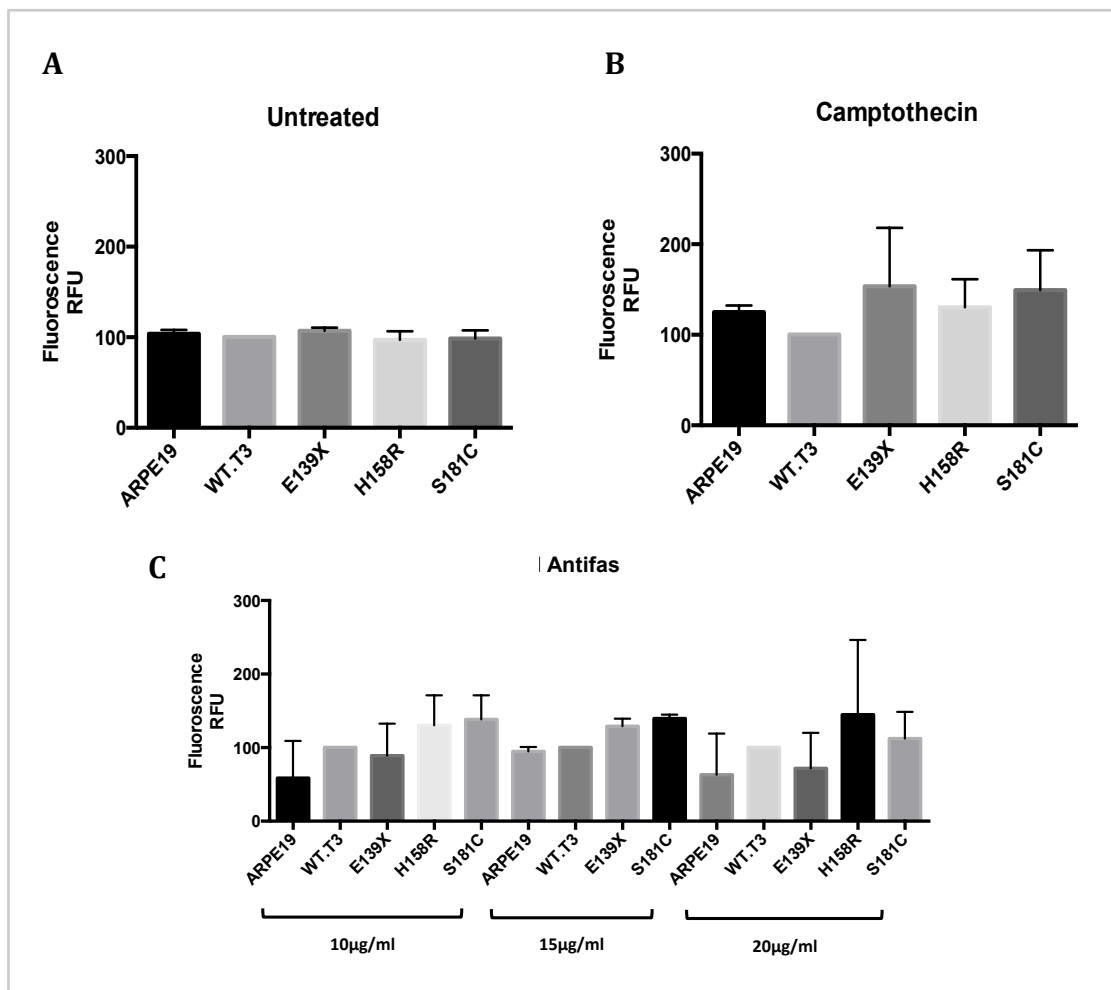 A
Untreated
300
200
100
0
Fluoroscence
RFU
ARPE19
WT.T3
E139X
H158R
S181C
B
Camptothecin
300
200
100
0
Fluoroscence
RFU
ARPE19
WT.T3
E139X
H158R
S181C
C
Antifas
300
200
100
0
Fluoroscence
RFU
ARPE19
WT.T3
E139X
H158R
S181C
ARPE19
WT.T3
E139X
S181C
ARPE19
WT.T3
E139X
H158R
S181C
10µg/ml
15µg/ml
20µg/ml